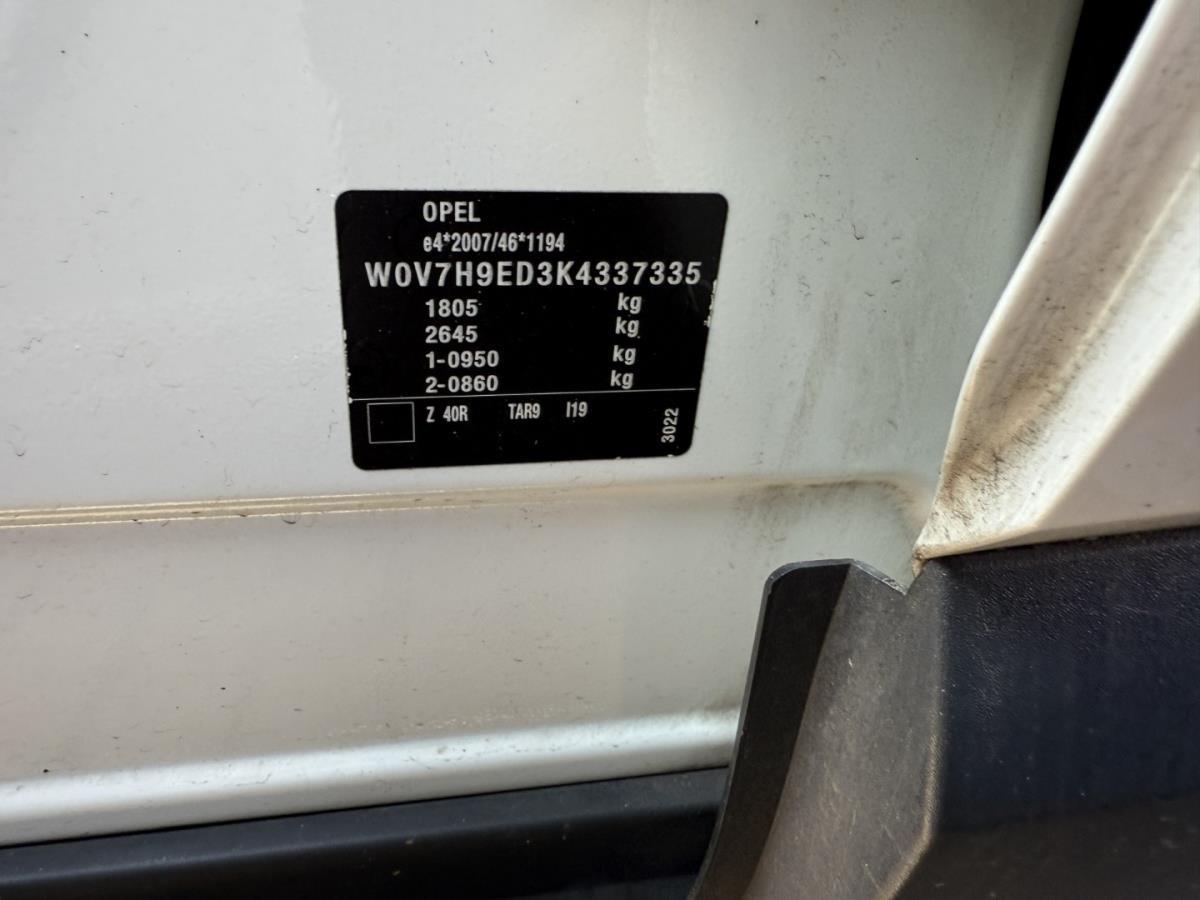 OPEL
e4*2007/46*1194
W0V7H9ED3K4337335
1805 kg
2645 kg
1-0950 kg
2-0860 kg
Z 40R TAR9 I19
3022